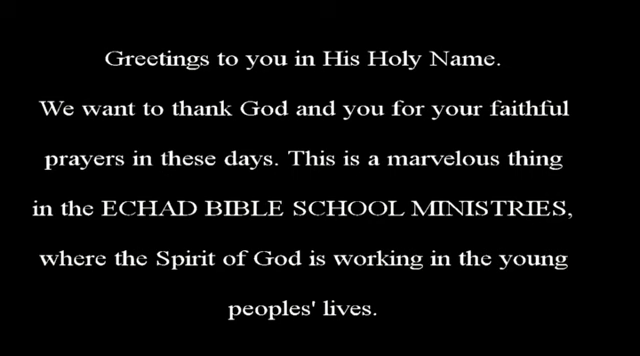 Greetings to you in His Holy Name.
We want to thank God and you for your faithful
prayers in these days. This is a marvelous thing
in the ECHAD BIBLE SCHOOL MINISTRIES,
where the Spirit of God is working in the young
peoples' lives.